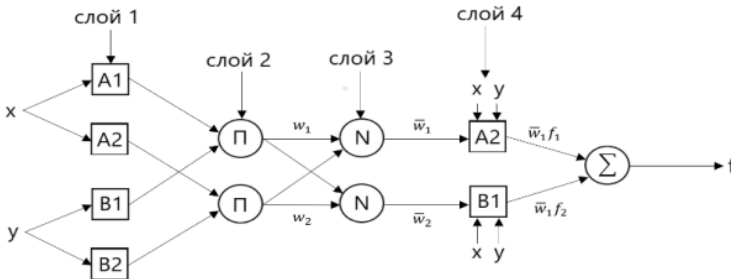 слой 1
слой 2
слой 3
слой 4
x
y
A1
A2
B1
B2
П
П
w₁
w₂
N
N
w̅₁
w̅₂
x y
A2
B1
x y
w̅₁f₁
w̅₁f₂
∑
f